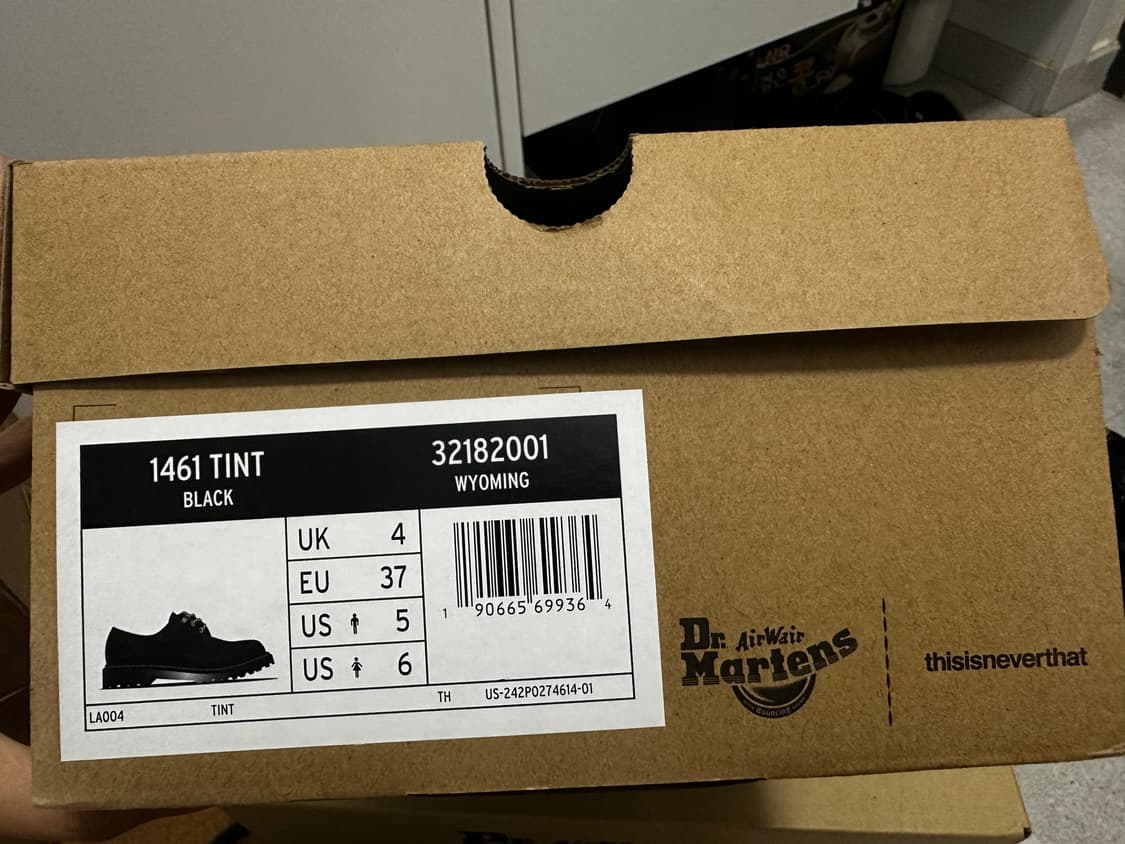 1461 TINT
BLACK
32182001
WYOMING
UK 4
EU 37
US 5
US 6
1 90665 69936 4
LA004
TINT
TH
US-242P0274614-01
Dr. AirWair
Martens
thisisneverthat